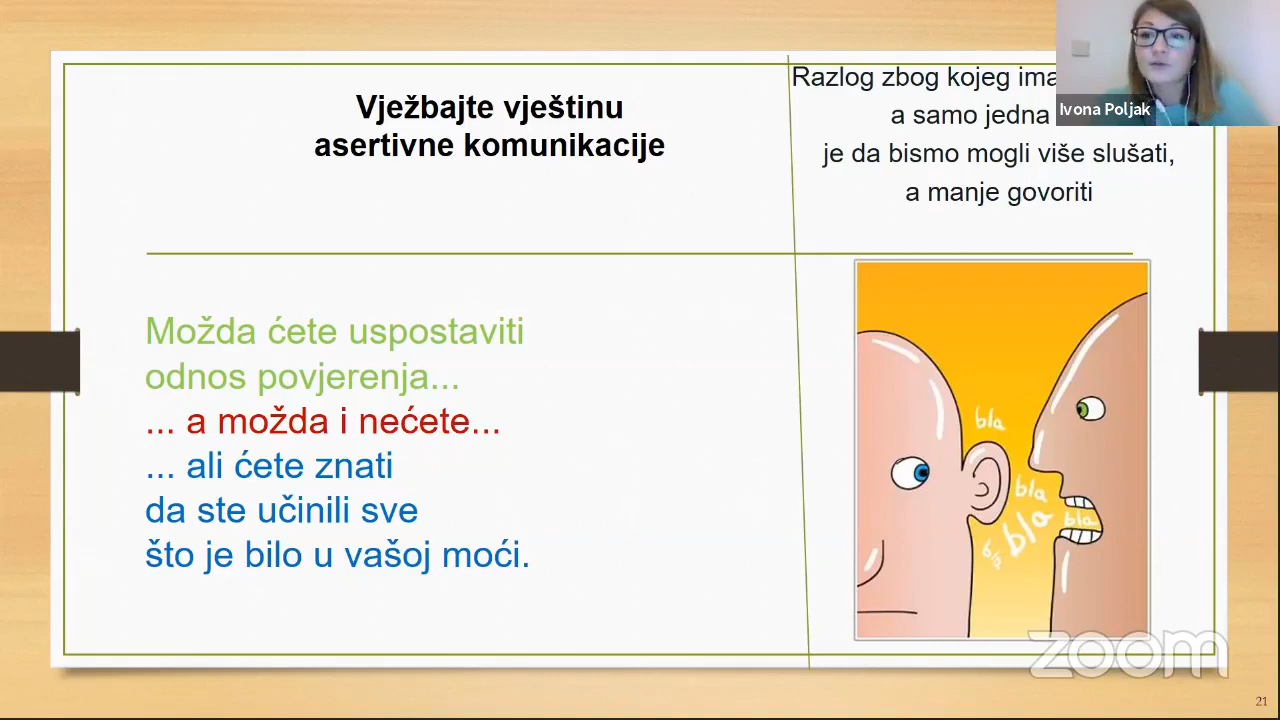 Vježbajte vještinu
asertivne komunikacije
Razlog zbog kojeg
a samo jedna
je da bismo mogli više slušati,
a manje govoriti
Ivona Poljak
Možda ćete uspostaviti
odnos povjerenja...
... a možda i nećete...
... ali ćete znati
da ste učinili sve
što je bilo u vašoj moći.
bla
bla
bla
bla
bla
zoom
21